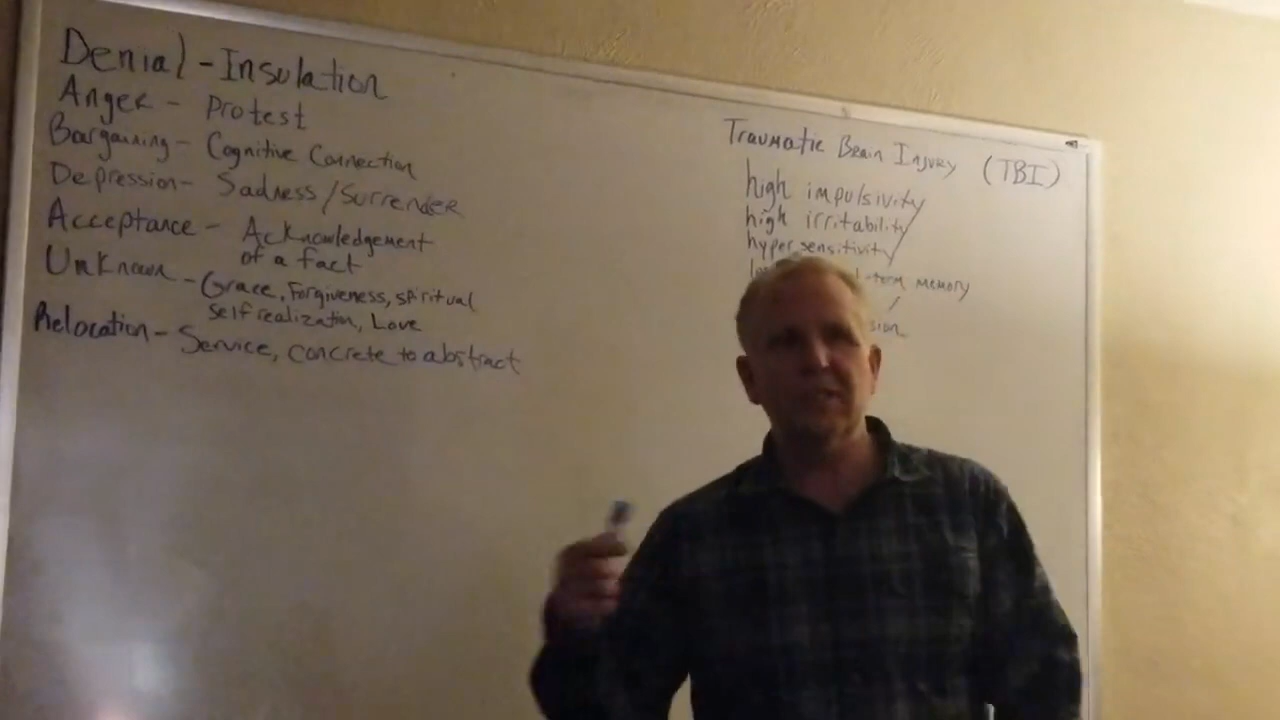 Denial - Insulation
Anger - Protest
Bargaining - Cognitive Connection
Depression - Sadness/Surrender
Acceptance - Acknowledgement
of a fact
Unknown - Grace, Forgiveness, spiritual
self realization, Love
Relocation - Service, concrete to abstract
Traumatic Brain Injury (TBI)
high impulsivity
high irritability
hyper sensitivity
-term memory